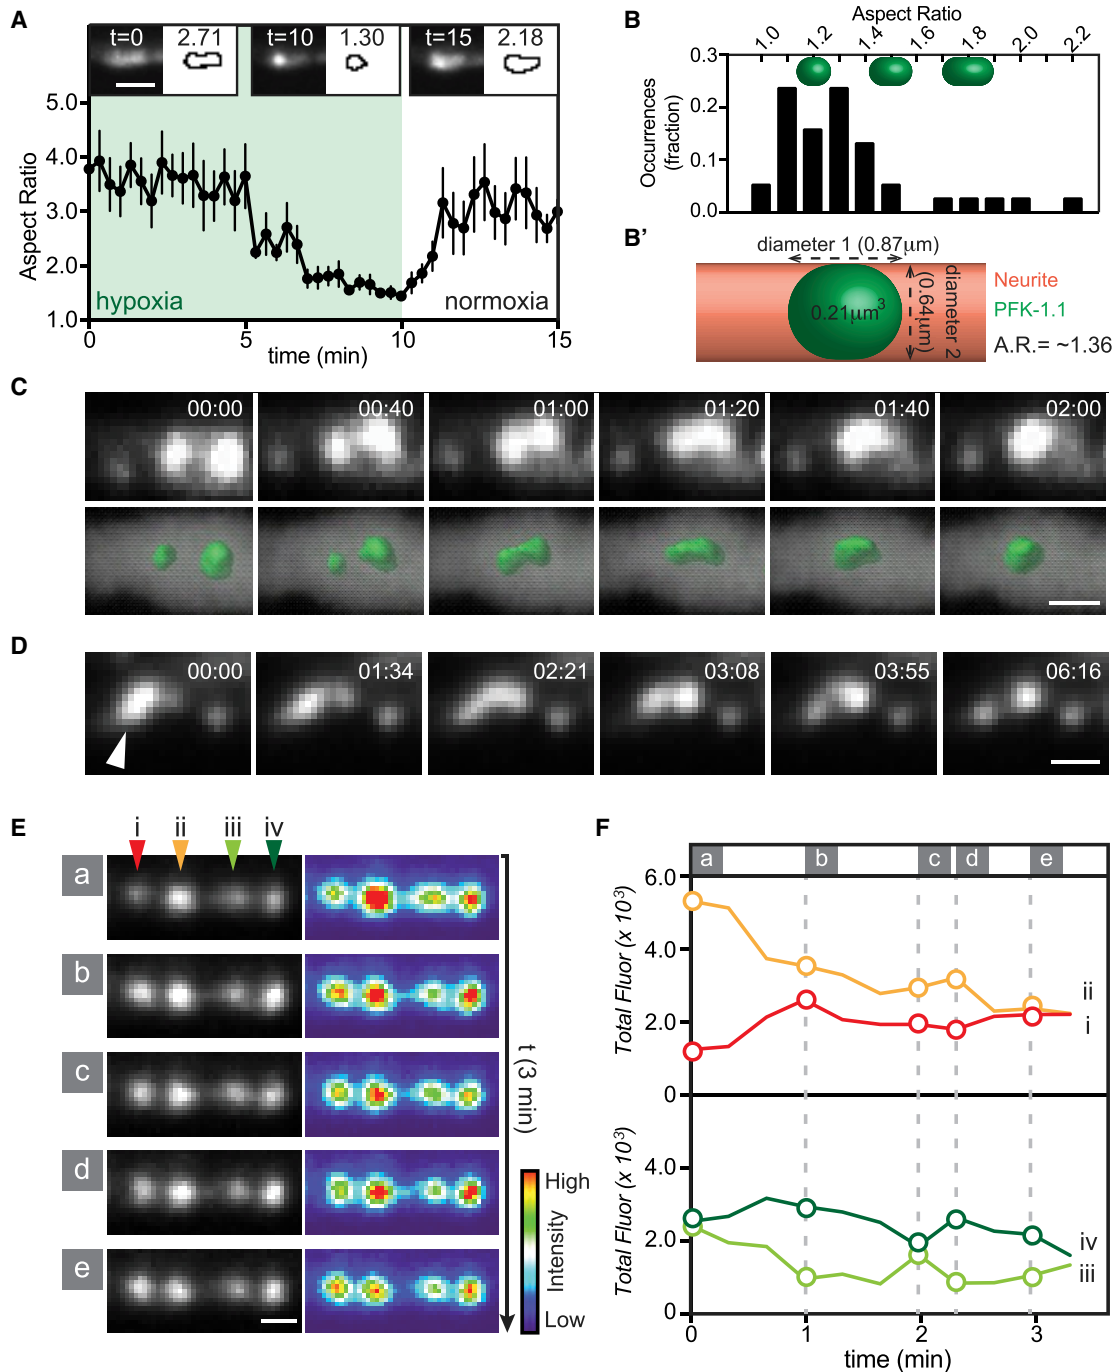 A
t=0 2.71 t=10 1.30 t=15 2.18
5.0
4.0
3.0
2.0
1.0
Aspect Ratio
hypoxia normoxia
0 5 10 15
time (min)
B
Aspect Ratio
1.0 1.2 1.4 1.6 1.8 2.0 2.2
0.3
0.2
0.1
0.0
Occurrences
(fraction)
B'
diameter 1 (0.87μm)
diameter 2
(0.64μm)
0.21μm³
Neurite
PFK-1.1
A.R.= ~1.36
C
00:00 00:40 01:00 01:20 01:40 02:00
D
00:00 01:34 02:21 03:08 03:55 06:16
E
i ii iii iv
a
b
c
d
e
t (3 min)
High
Intensity
Low
F
a b c d e
6.0
4.0
2.0
0
Total Fluor (x 10³)
ii
i
4.0
2.0
0
Total Fluor (x 10³)
iv
iii
0 1 2 3
time (min)